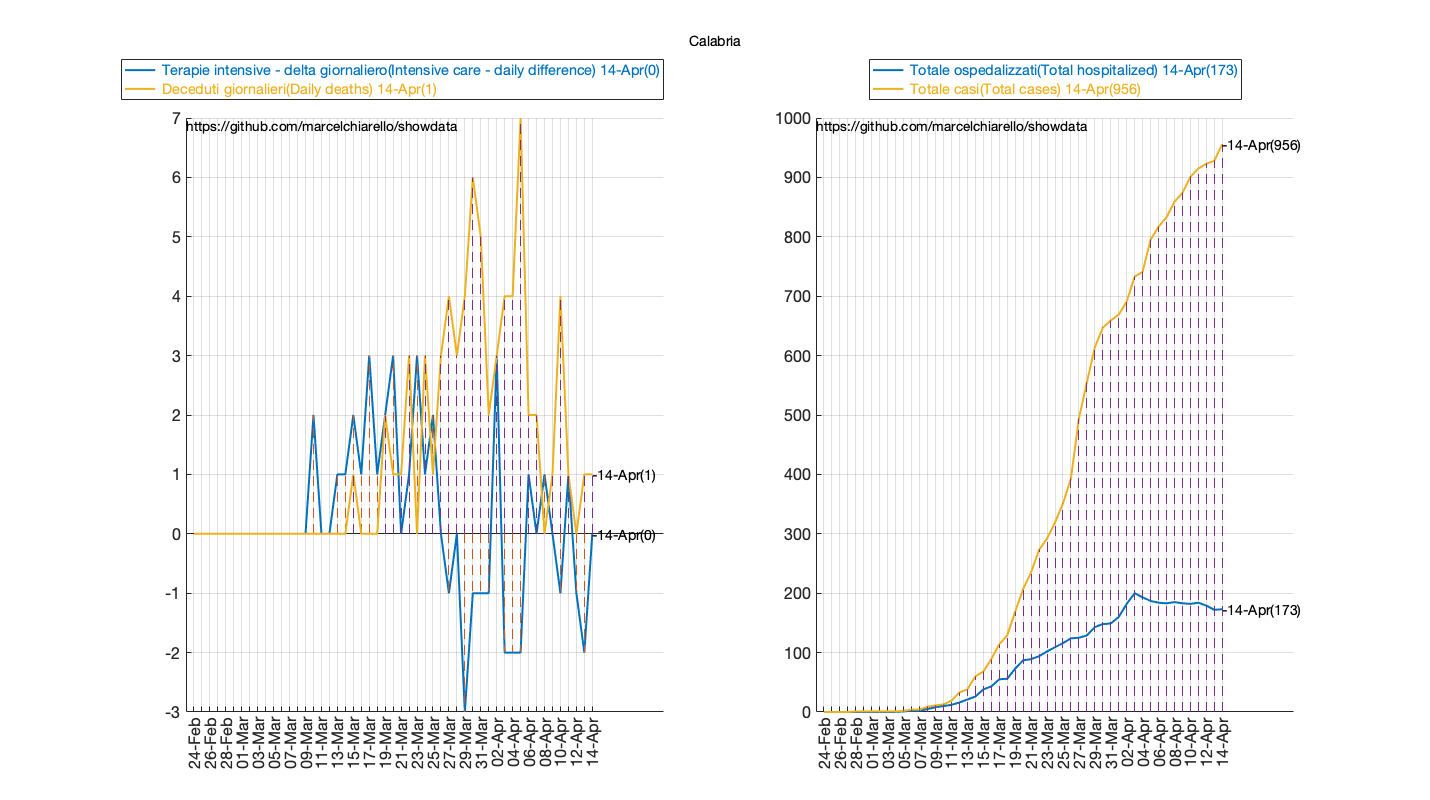 Calabria
Terapie intensive - delta giornaliero(Intensive care - daily difference) 14-Apr(0)
Deceduti giornalieri(Daily deaths) 14-Apr(1)
7
6
5
4
3
2
1
0
-1
-2
-3
https://github.com/marcelchiarello/showdata
14-Apr(1)
14-Apr(0)
24-Feb
26-Feb
28-Feb
01-Mar
03-Mar
05-Mar
07-Mar
09-Mar
11-Mar
13-Mar
15-Mar
17-Mar
19-Mar
21-Mar
23-Mar
25-Mar
27-Mar
29-Mar
31-Mar
02-Apr
04-Apr
06-Apr
08-Apr
10-Apr
12-Apr
14-Apr
Totale ospedalizzati(Total hospitalized) 14-Apr(173)
Totale casi(Total cases) 14-Apr(956)
1000
900
800
700
600
500
400
300
200
100
0
https://github.com/marcelchiarello/showdata
14-Apr(956)
14-Apr(173)
24-Feb
26-Feb
28-Feb
01-Mar
03-Mar
05-Mar
07-Mar
09-Mar
11-Mar
13-Mar
15-Mar
17-Mar
19-Mar
21-Mar
23-Mar
25-Mar
27-Mar
29-Mar
31-Mar
02-Apr
04-Apr
06-Apr
08-Apr
10-Apr
12-Apr
14-Apr